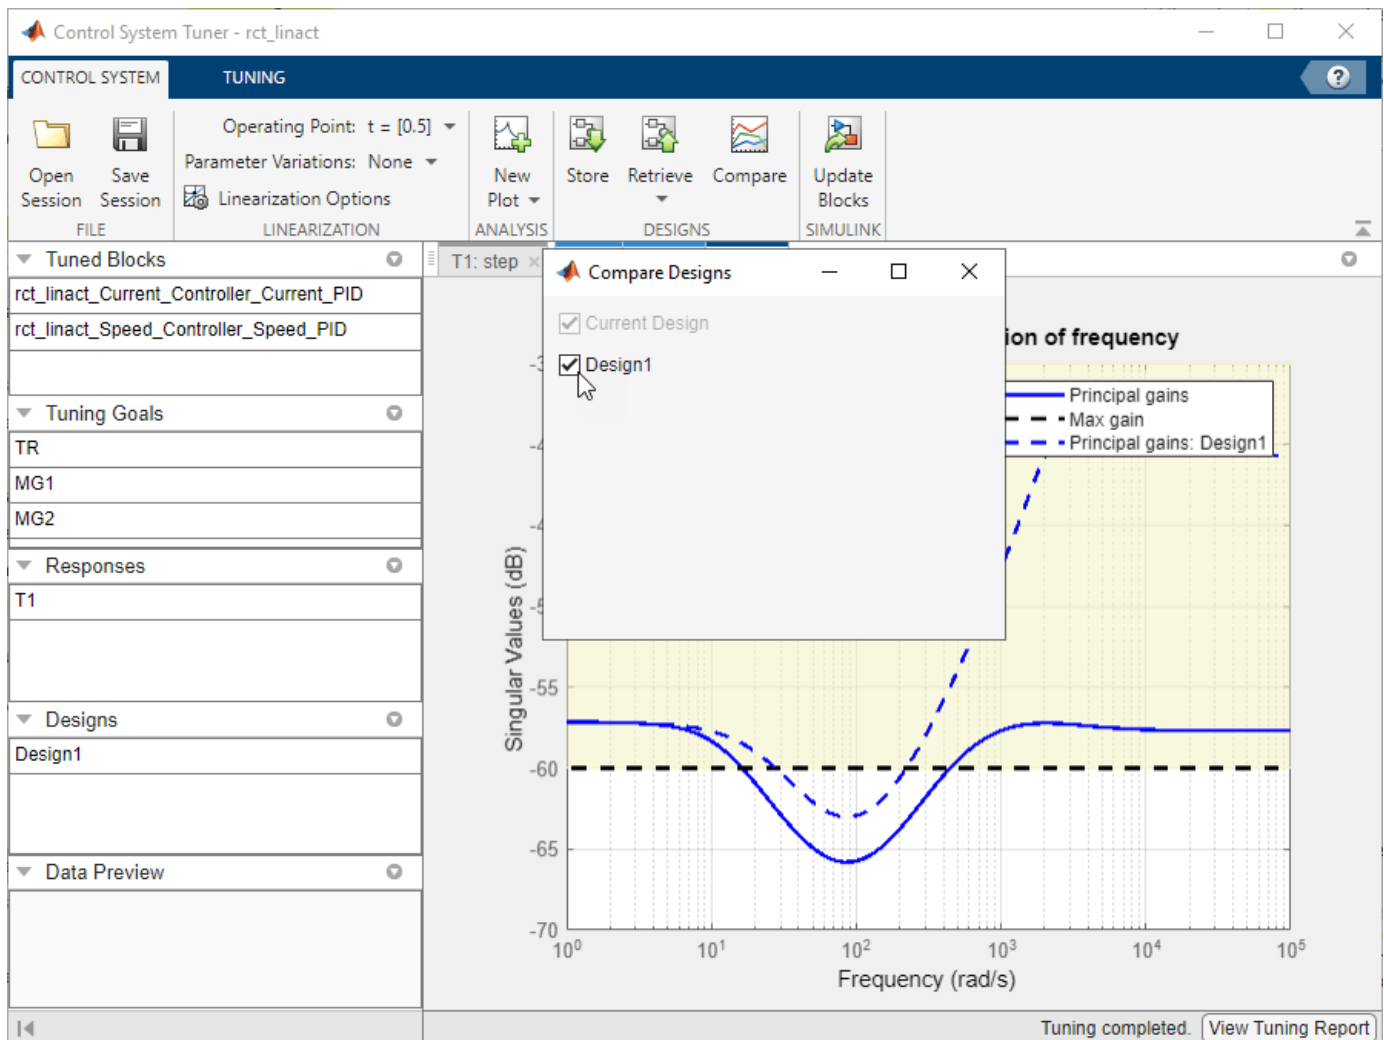 Control System Tuner - rct_linact
CONTROL SYSTEM
TUNING
?
Open Session
Save Session
FILE
Operating Point: t = [0.5]
Parameter Variations: None
Linearization Options
LINEARIZATION
New Plot
ANALYSIS
Store
Retrieve
Compare
DESIGNS
Update Blocks
SIMULINK
Tuned Blocks
rct_linact_Current_Controller_Current_PID
rct_linact_Speed_Controller_Speed_PID
Tuning Goals
TR
MG1
MG2
Responses
T1
Designs
Design1
Data Preview
T1: step
Compare Designs
Current Design
Design1
ion of frequency
Principal gains
Max gain
Principal gains: Design1
Singular Values (dB)
-55
-60
-65
-70
10⁰
10¹
10²
10³
10⁴
10⁵
Frequency (rad/s)
Tuning completed.
View Tuning Report